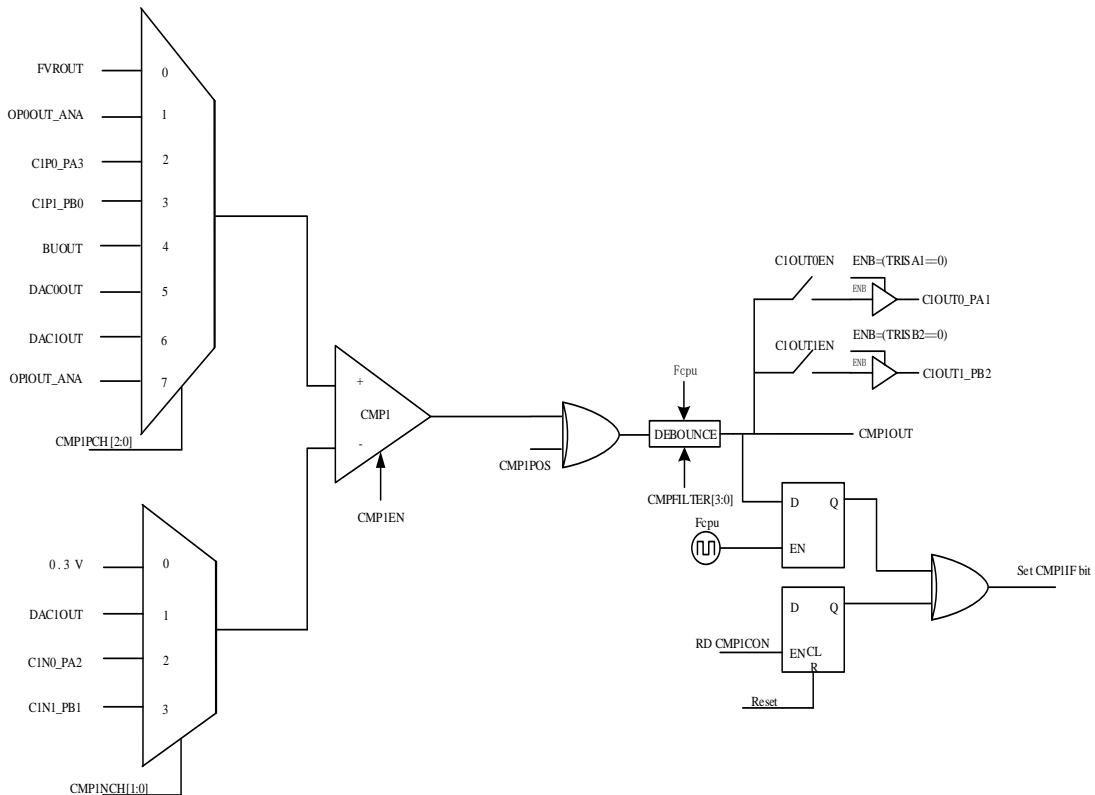 FVROUT
0
OP0OUT_ANA
1
C1P0_PA3
2
C1P1_PB0
3
BUOUT
4
DAC0OUT
5
DAC1OUT
6
OP1OUT_ANA
7
CMP1PCH[2:0]
+
CMP1
-
CMP1EN
CMP1POS
Fcpu
DEBOUNCE
CMPFILTER[3:0]
C1OUT0EN
ENB=(TRISA1==0)
ENB
C1OUT0_PA1
C1OUT1EN
ENB=(TRISB2==0)
ENB
C1OUT1_PB2
CMP1OUT
D
Q
Fcpu
EN
D
Q
RD CMP1CON
EN
CL
R
Reset
Set CMP1IF bit
0.3 V
0
DAC1OUT
1
C1N0_PA2
2
C1N1_PB1
3
CMP1NCH[1:0]